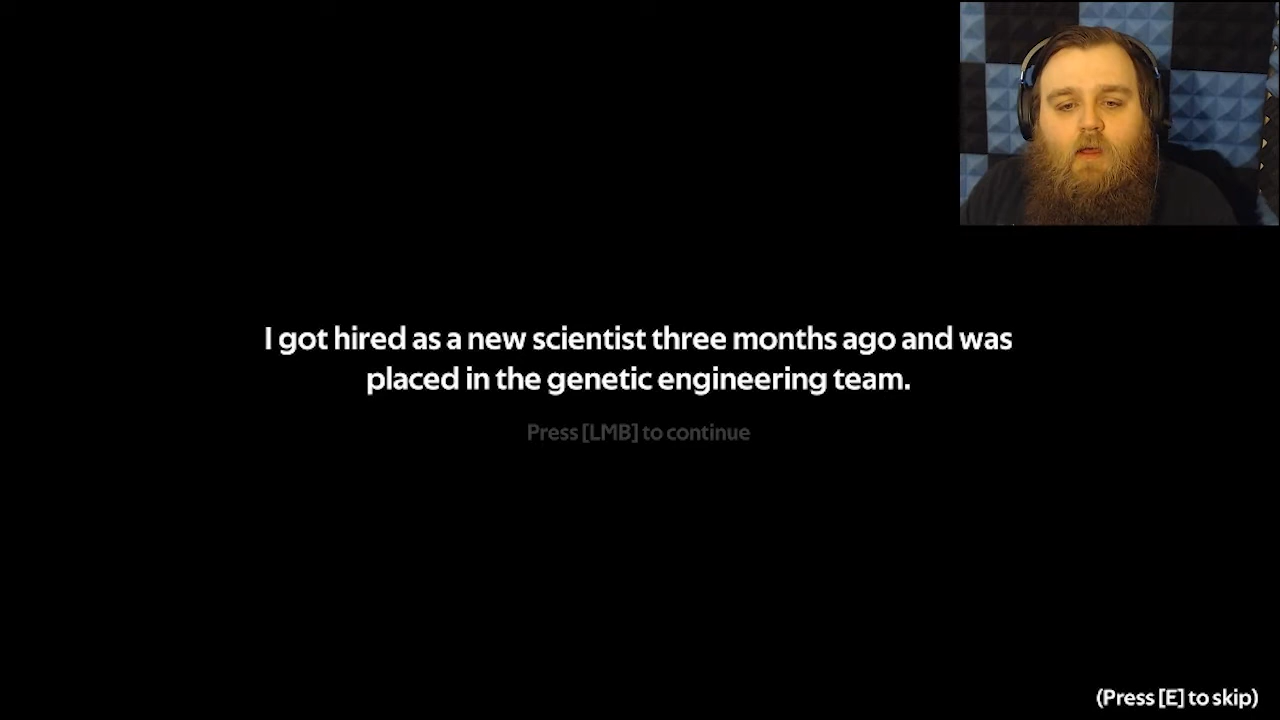 I got hired as a new scientist three months ago and was
placed in the genetic engineering team.
Press [LMB] to continue
(Press [E] to skip)